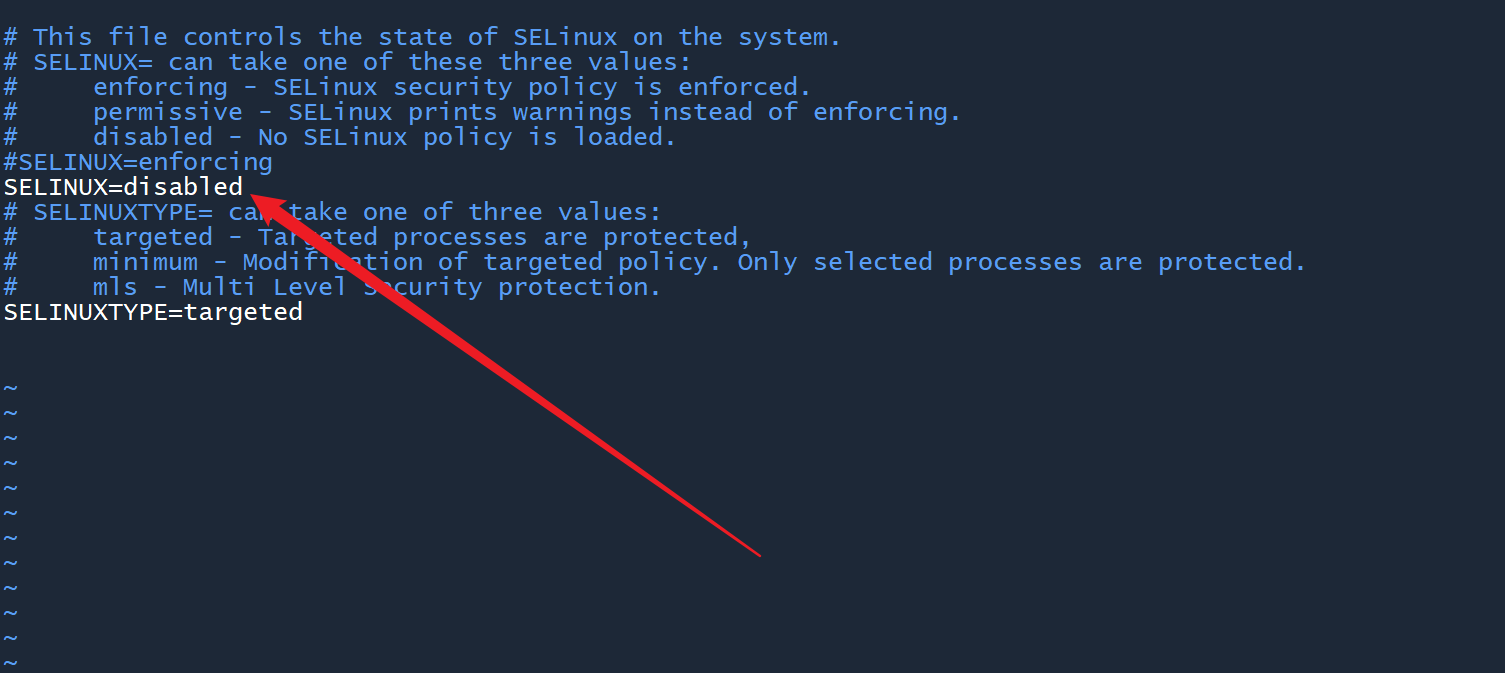 # This file controls the state of SELinux on the system.
# SELINUX= can take one of these three values:
#     enforcing - SELinux security policy is enforced.
#     permissive - SELinux prints warnings instead of enforcing.
#     disabled - No SELinux policy is loaded.
#SELINUX=enforcing
SELINUX=disabled
# SELINUXTYPE= can take one of three values:
#     targeted - Targeted processes are protected,
#     minimum - Modification of targeted policy. Only selected processes are protected.
#     mls - Multi Level Security protection.
SELINUXTYPE=targeted
~
~
~
~
~
~
~
~
~
~
~
~